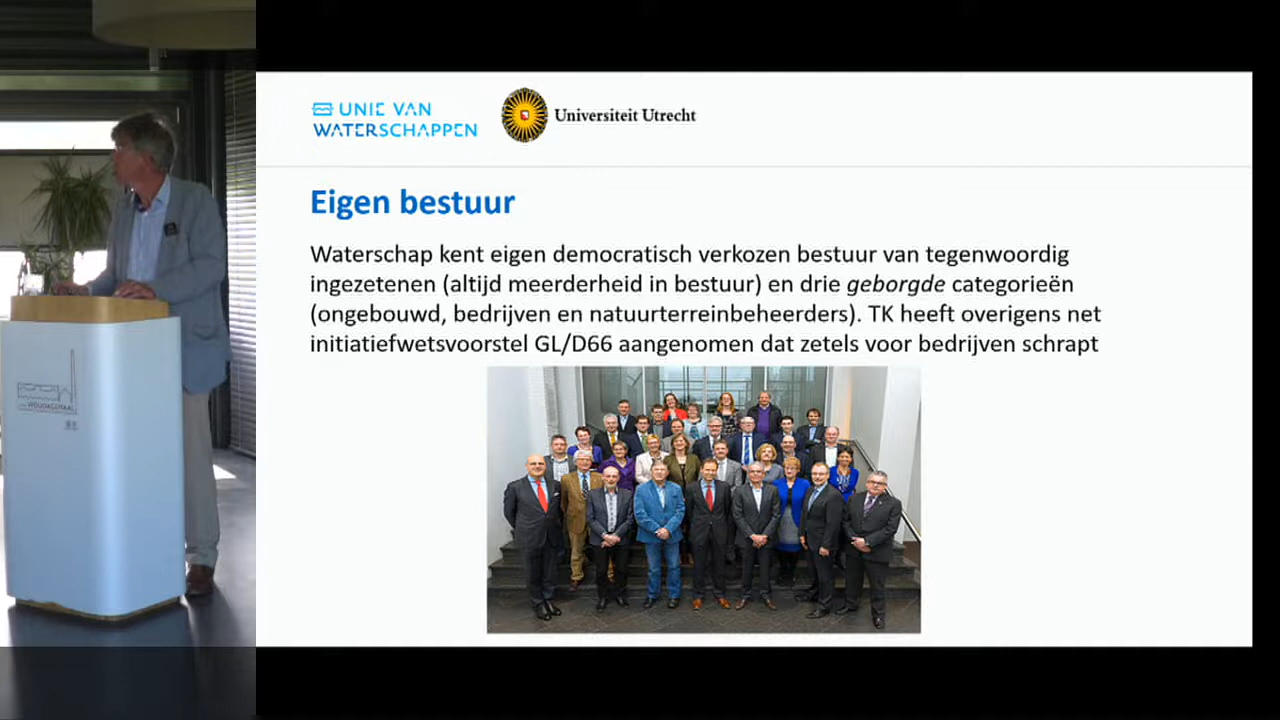 UNIE VAN
WATERSCHAPPEN
Universiteit Utrecht
Eigen bestuur
Waterschap kent eigen democratisch verkozen bestuur van tegenwoordig
ingezetenen (altijd meerderheid in bestuur) en drie geborgde categorieën
(ongebouwd, bedrijven en natuurterreinbeheerders). TK heeft overigens net
initiatiefwetsvoorstel GL/D66 aangenomen dat zetels voor bedrijven schrapt
WOUDAGEMAAL